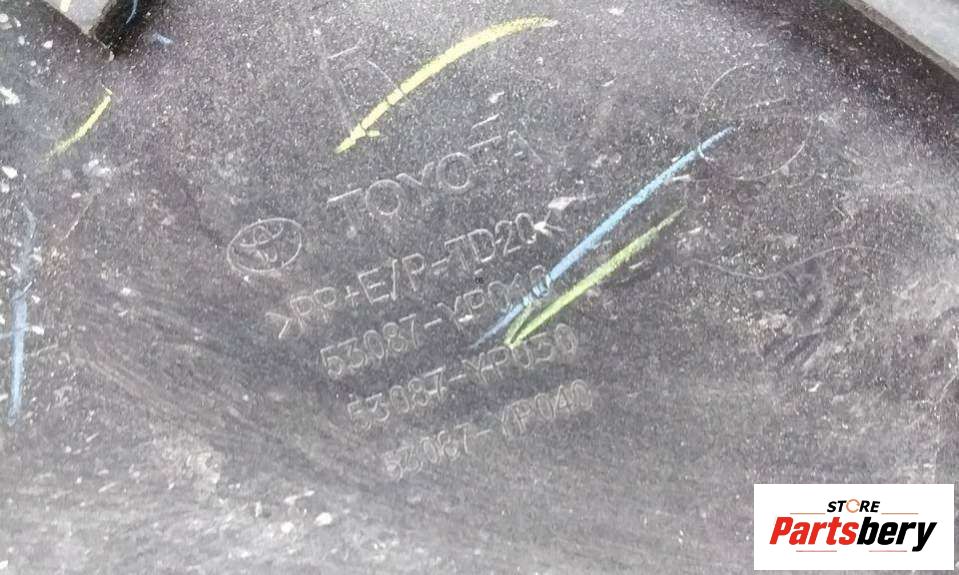 TOYOTA
>PP+E/P-TD20<
53087-YP010
53087-YP030
53087-YP040
STORE
Partsbery